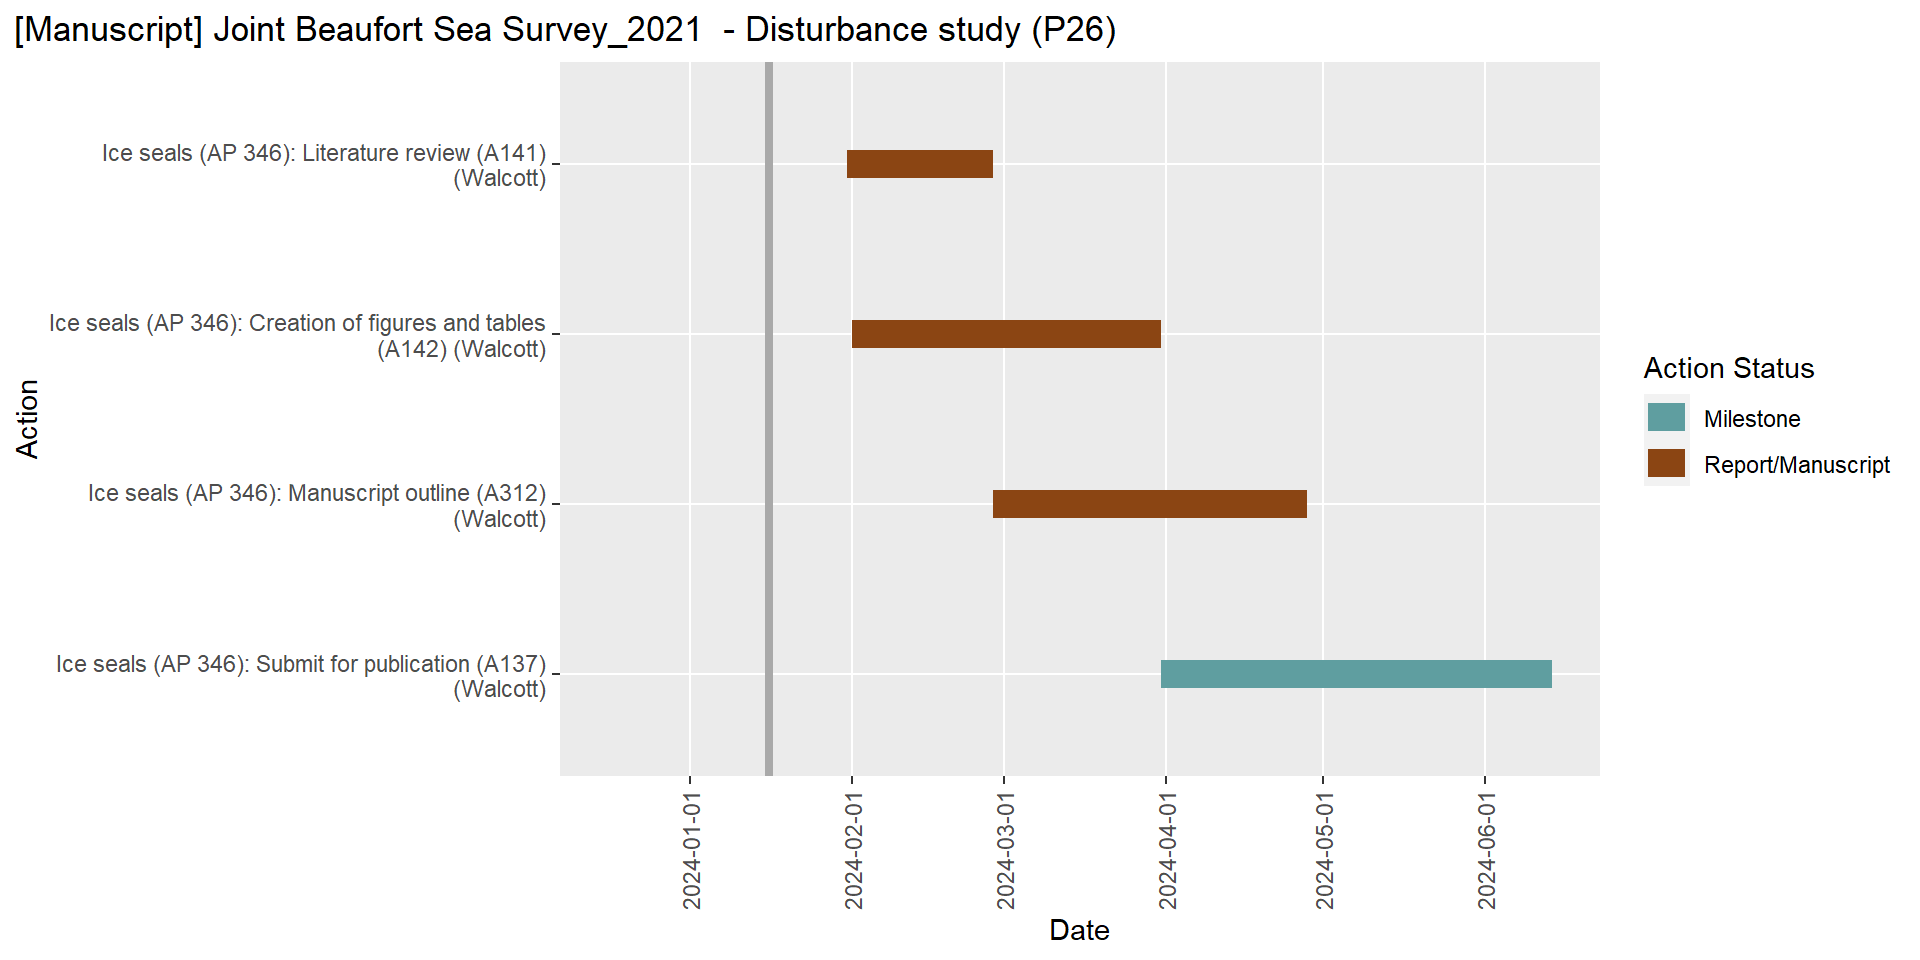 [Manuscript] Joint Beaufort Sea Survey_2021  - Disturbance study (P26)
Ice seals (AP 346): Literature review (A141)
(Walcott)
Ice seals (AP 346): Creation of figures and tables
(A142) (Walcott)
Ice seals (AP 346): Manuscript outline (A312)
(Walcott)
Ice seals (AP 346): Submit for publication (A137)
(Walcott)
Action
2024-01-01
2024-02-01
2024-03-01
2024-04-01
2024-05-01
2024-06-01
Date
Action Status
Milestone
Report/Manuscript